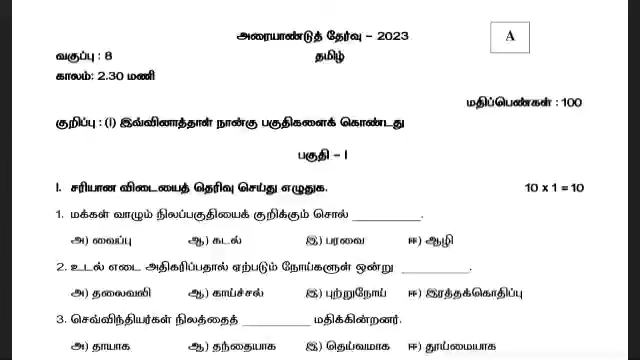 அரையாண்டுத் தேர்வு – 2023
A
வகுப்பு : 8
தமிழ்
காலம்: 2.30 மணி
மதிப்பெண்கள் : 100
குறிப்பு : (i) இவ்வினாத்தாள் நான்கு பகுதிகளைக் கொண்டது
பகுதி – I
I. சரியான விடையைத் தெரிவு செய்து எழுதுக. 10 x 1 = 10
1. மக்கள் வாழும் நிலப்பகுதியைக் குறிக்கும் சொல் __________.
அ) வைப்பு ஆ) கடல் இ) பரவை ஈ) ஆழி
2. உடல் எடை அதிகரிப்பதால் ஏற்படும் நோய்களுள் ஒன்று __________.
அ) தலைவலி ஆ) காய்ச்சல் இ) புற்றுநோய் ஈ) இரத்தக்கொதிப்பு
3. செவ்விந்தியர்கள் நிலத்தைத் __________ மதிக்கின்றனர்.
அ) தாயாக ஆ) தந்தையாக இ) தெய்வமாக ஈ) தூய்மையாக